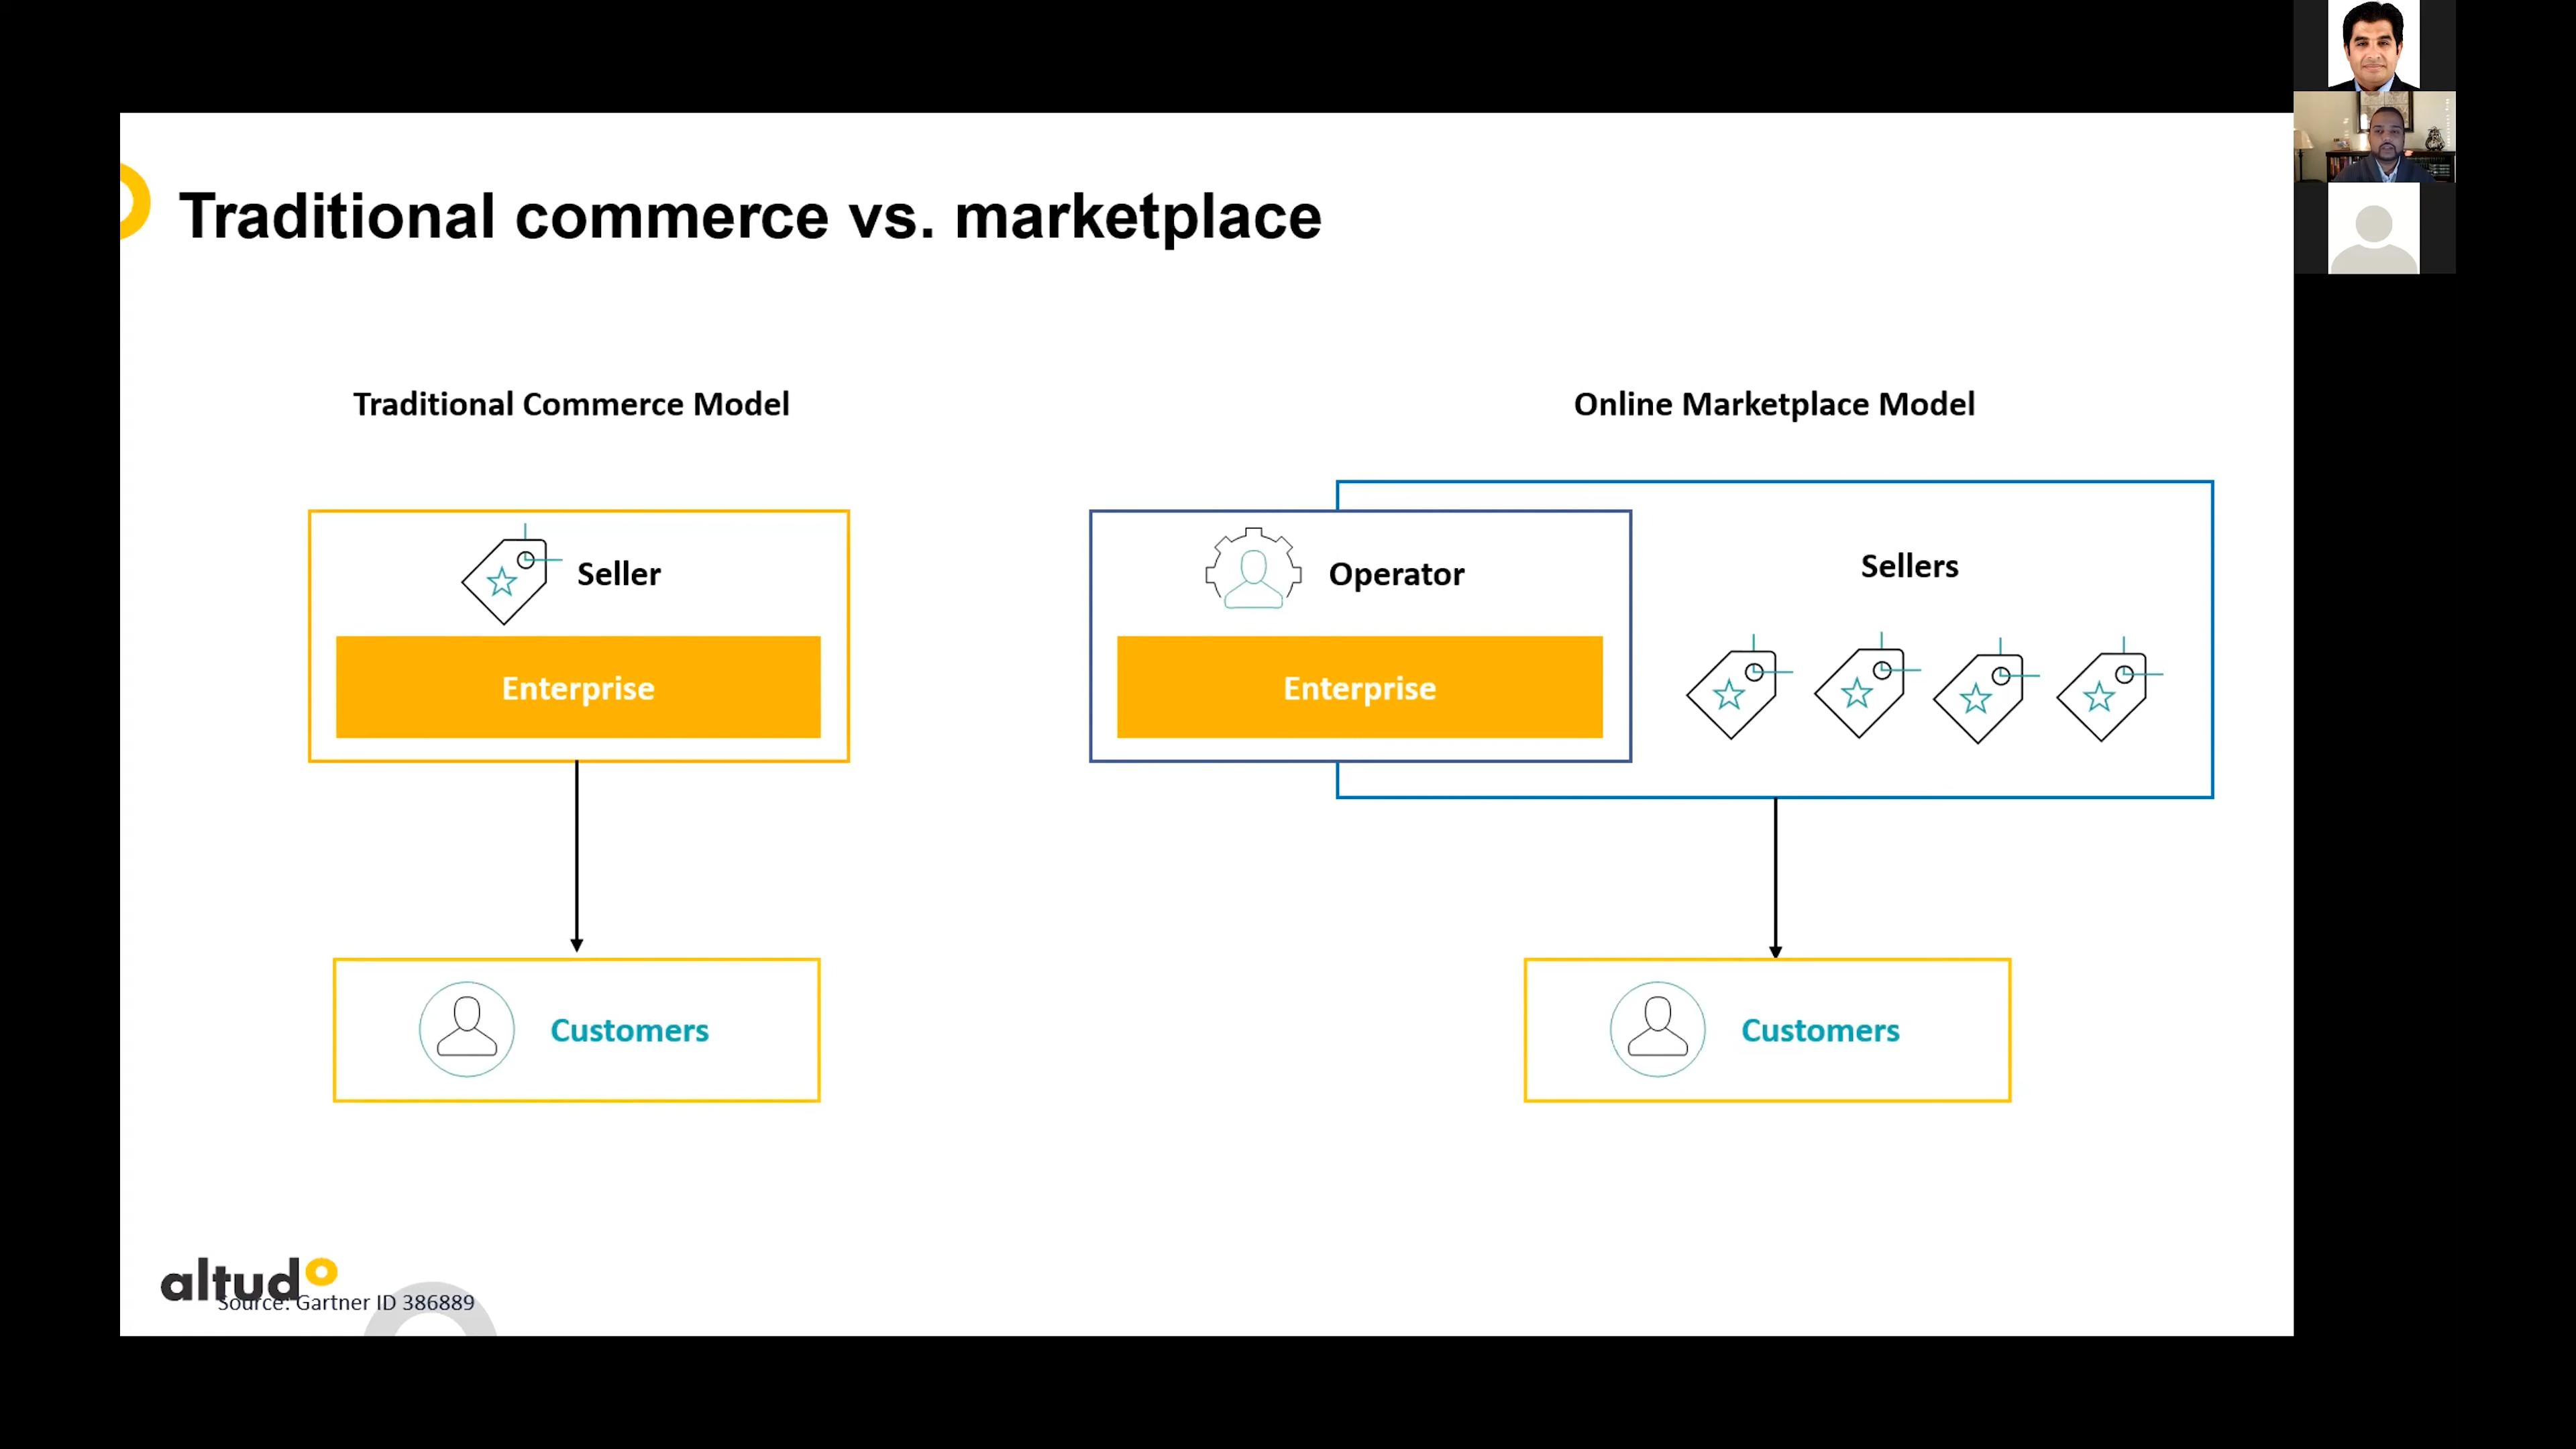 Traditional commerce vs. marketplace
Traditional Commerce Model
Seller
Enterprise
Customers
Online Marketplace Model
Operator
Enterprise
Sellers
Customers
altudo
Source: Gartner ID 386889